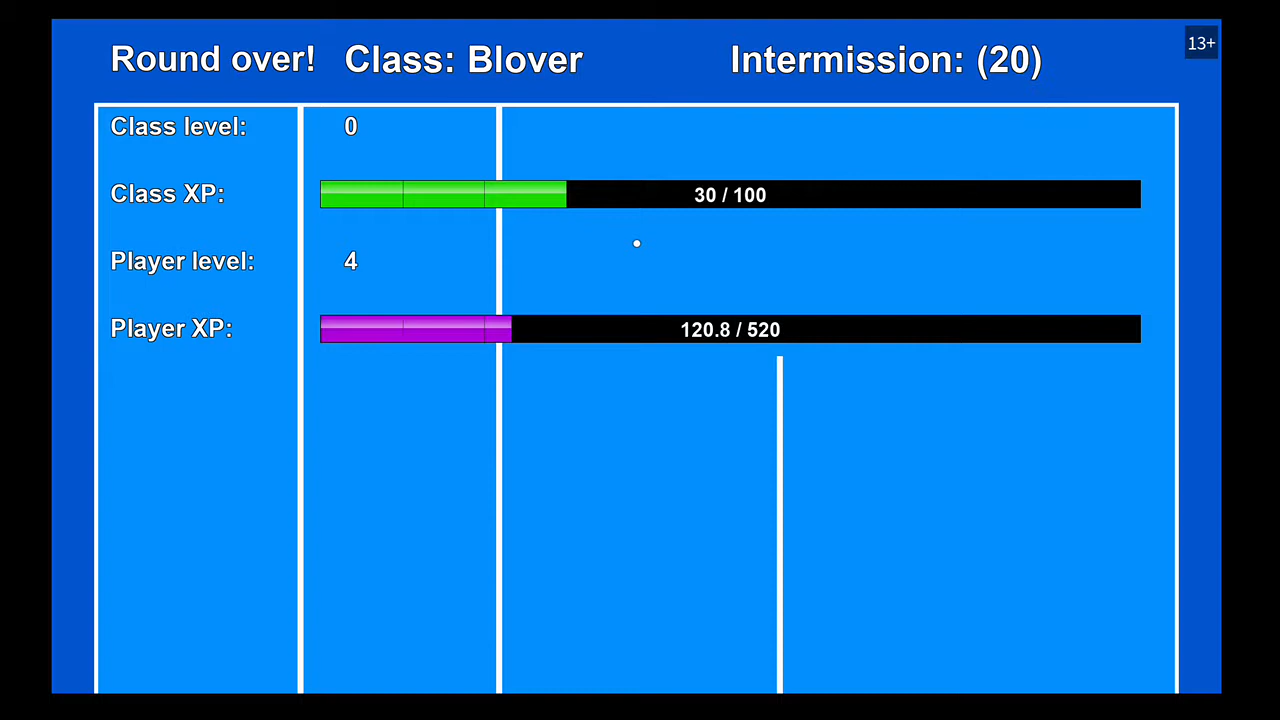 Round over! Class: Blover Intermission: (20)
13+
Class level: 0
Class XP: 30 / 100
Player level: 4
Player XP: 120.8 / 520